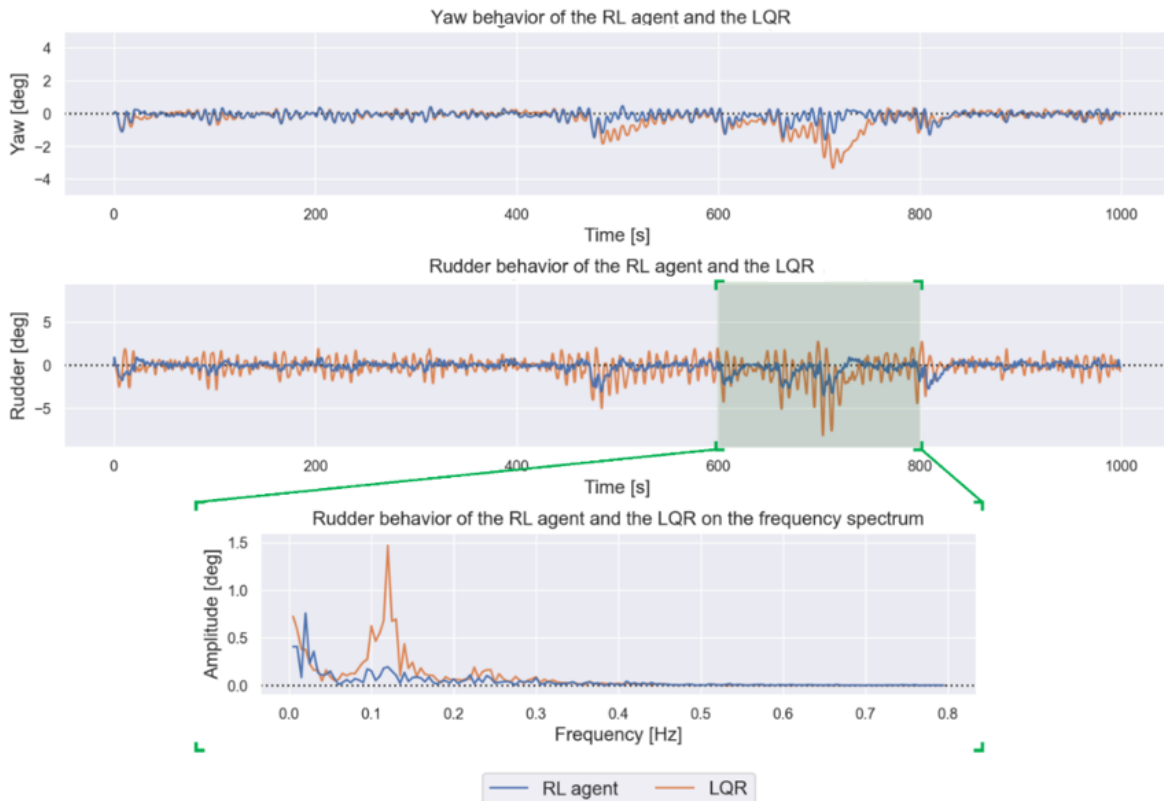 Yaw behavior of the RL agent and the LQR
4
2
0
−2
−4
Yaw [deg]
0 200 400 600 800 1000
Time [s]
Rudder behavior of the RL agent and the LQR
5
0
−5
Rudder [deg]
0 200 400 600 800 1000
Time [s]
Rudder behavior of the RL agent and the LQR on the frequency spectrum
1.5
1.0
0.5
0.0
Amplitude [deg]
0.0 0.1 0.2 0.3 0.4 0.5 0.6 0.7 0.8
Frequency [Hz]
RL agent LQR